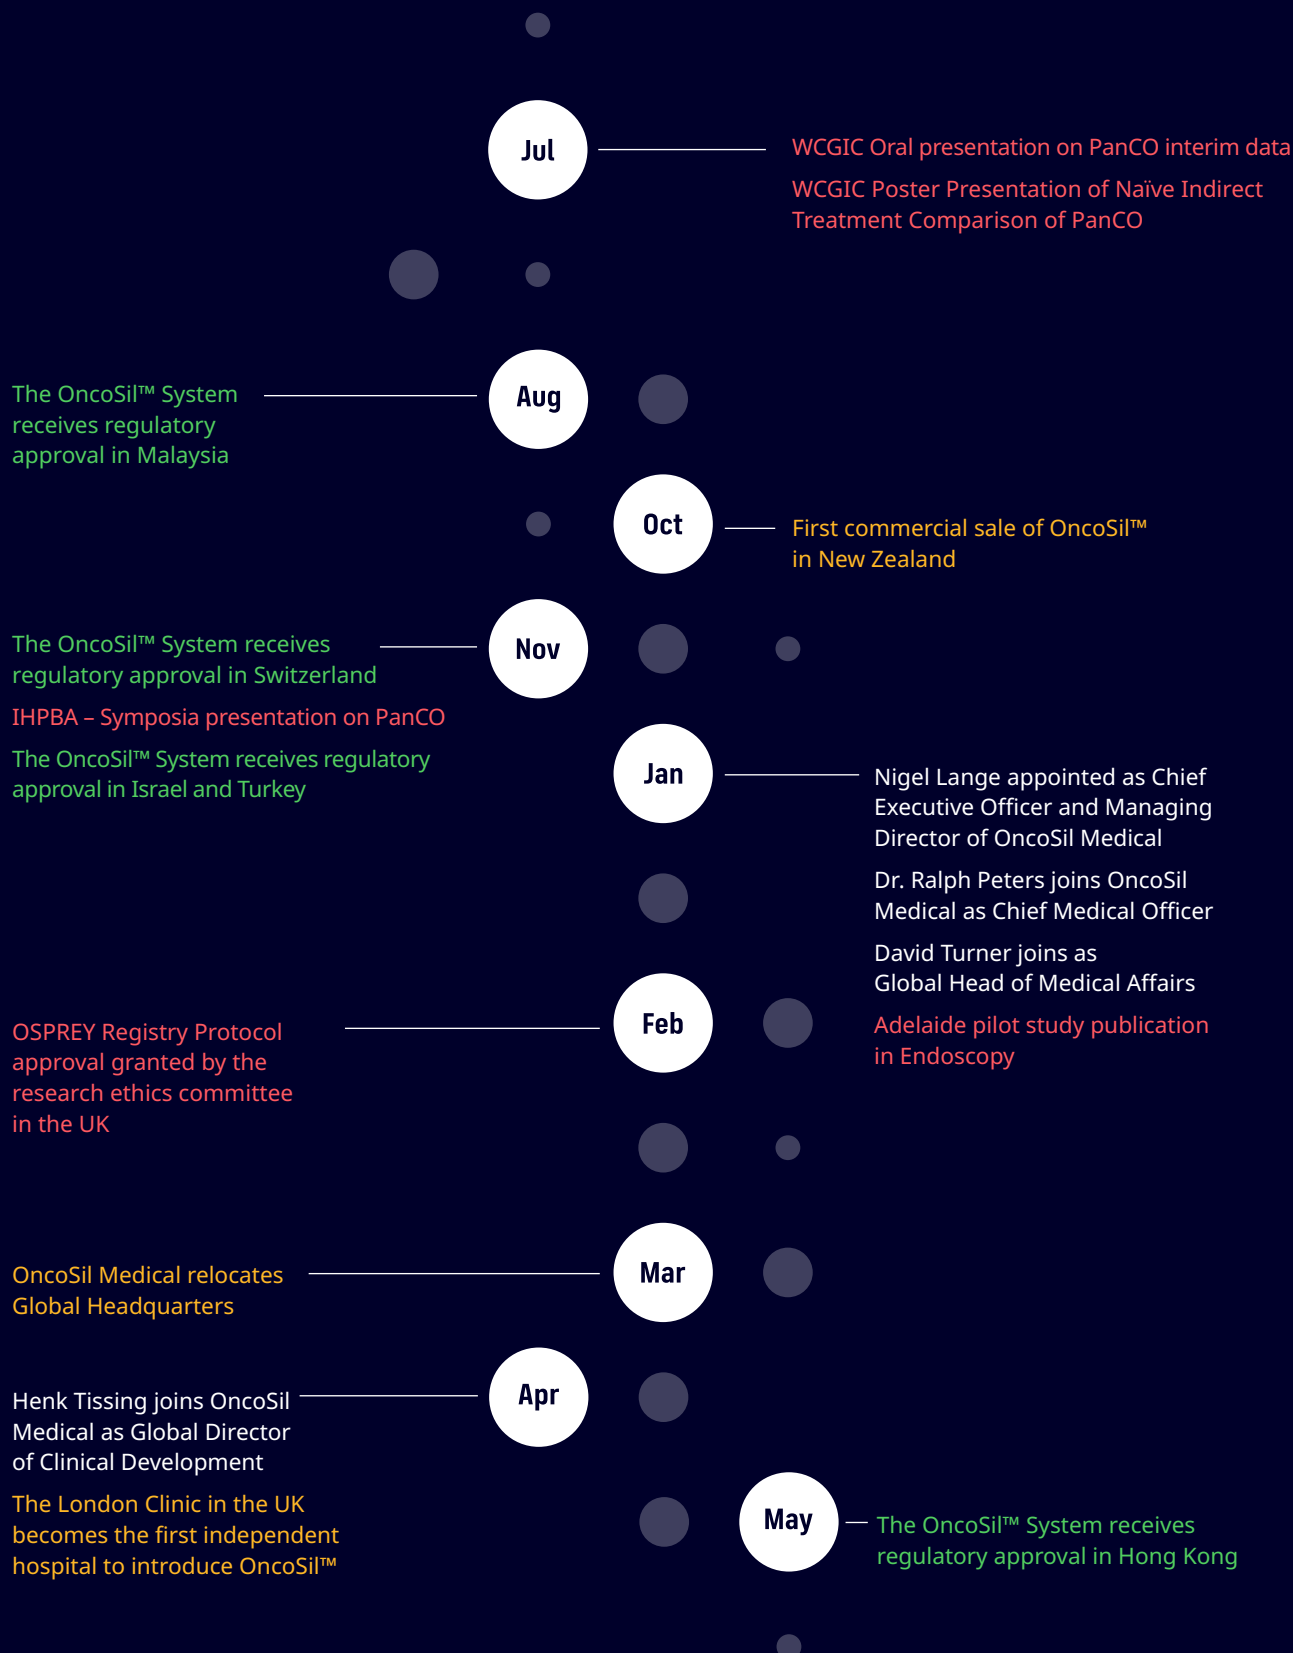 Jul
WCGIC Oral presentation on PanCO interim data
WCGIC Poster Presentation of Naïve Indirect
Treatment Comparison of PanCO
Aug
The OncoSil™ System
receives regulatory
approval in Malaysia
Oct
First commercial sale of OncoSil™
in New Zealand
Nov
The OncoSil™ System receives
regulatory approval in Switzerland
IHPBA – Symposia presentation on PanCO
The OncoSil™ System receives regulatory
approval in Israel and Turkey
Jan
Nigel Lange appointed as Chief
Executive Officer and Managing
Director of OncoSil Medical
Dr. Ralph Peters joins OncoSil
Medical as Chief Medical Officer
David Turner joins as
Global Head of Medical Affairs
Adelaide pilot study publication
in Endoscopy
Feb
OSPREY Registry Protocol
approval granted by the
research ethics committee
in the UK
Mar
OncoSil Medical relocates
Global Headquarters
Apr
Henk Tissing joins OncoSil
Medical as Global Director
of Clinical Development
The London Clinic in the UK
becomes the first independent
hospital to introduce OncoSil™
May
The OncoSil™ System receives
regulatory approval in Hong Kong